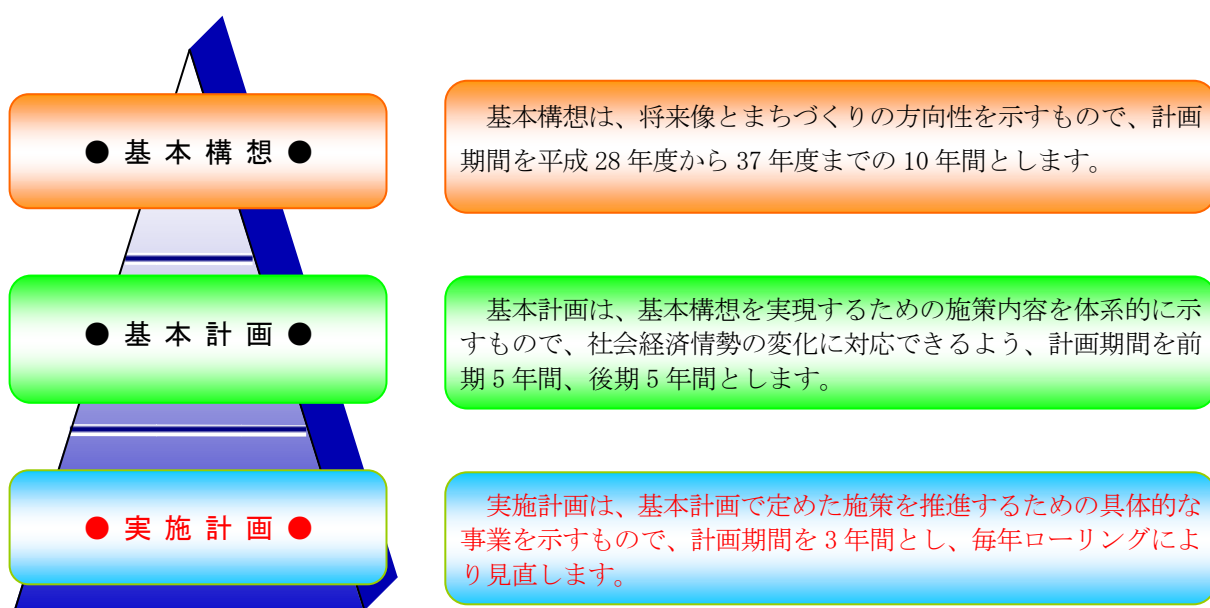 ● 基 本 構 想 ●
基本構想は、将来像とまちづくりの方向性を示すもので、計画
期間を平成 28 年度から 37 年度までの 10 年間とします。
● 基 本 計 画 ●
基本計画は、基本構想を実現するための施策内容を体系的に示
すもので、社会経済情勢の変化に対応できるよう、計画期間を前
期 5 年間、後期 5 年間とします。
● 実 施 計 画 ●
実施計画は、基本計画で定めた施策を推進するための具体的な
事業を示すもので、計画期間を 3 年間とし、毎年ローリングによ
り見直します。